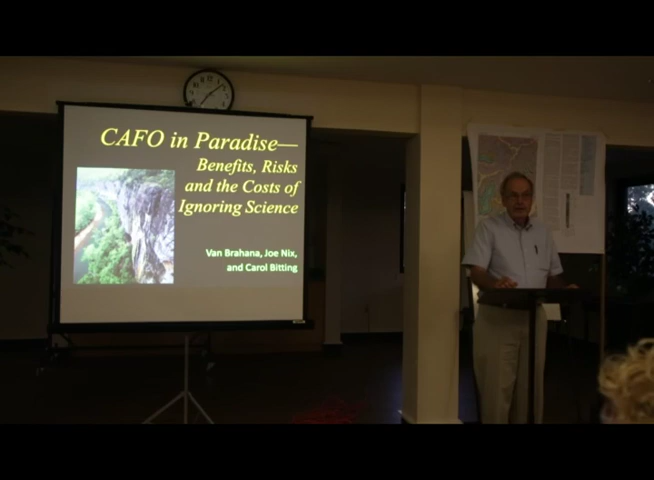 CAFO in Paradise—
Benefits, Risks
and the Costs of
Ignoring Science
Van Brahana, Joe Nix,
and Carol Bitting